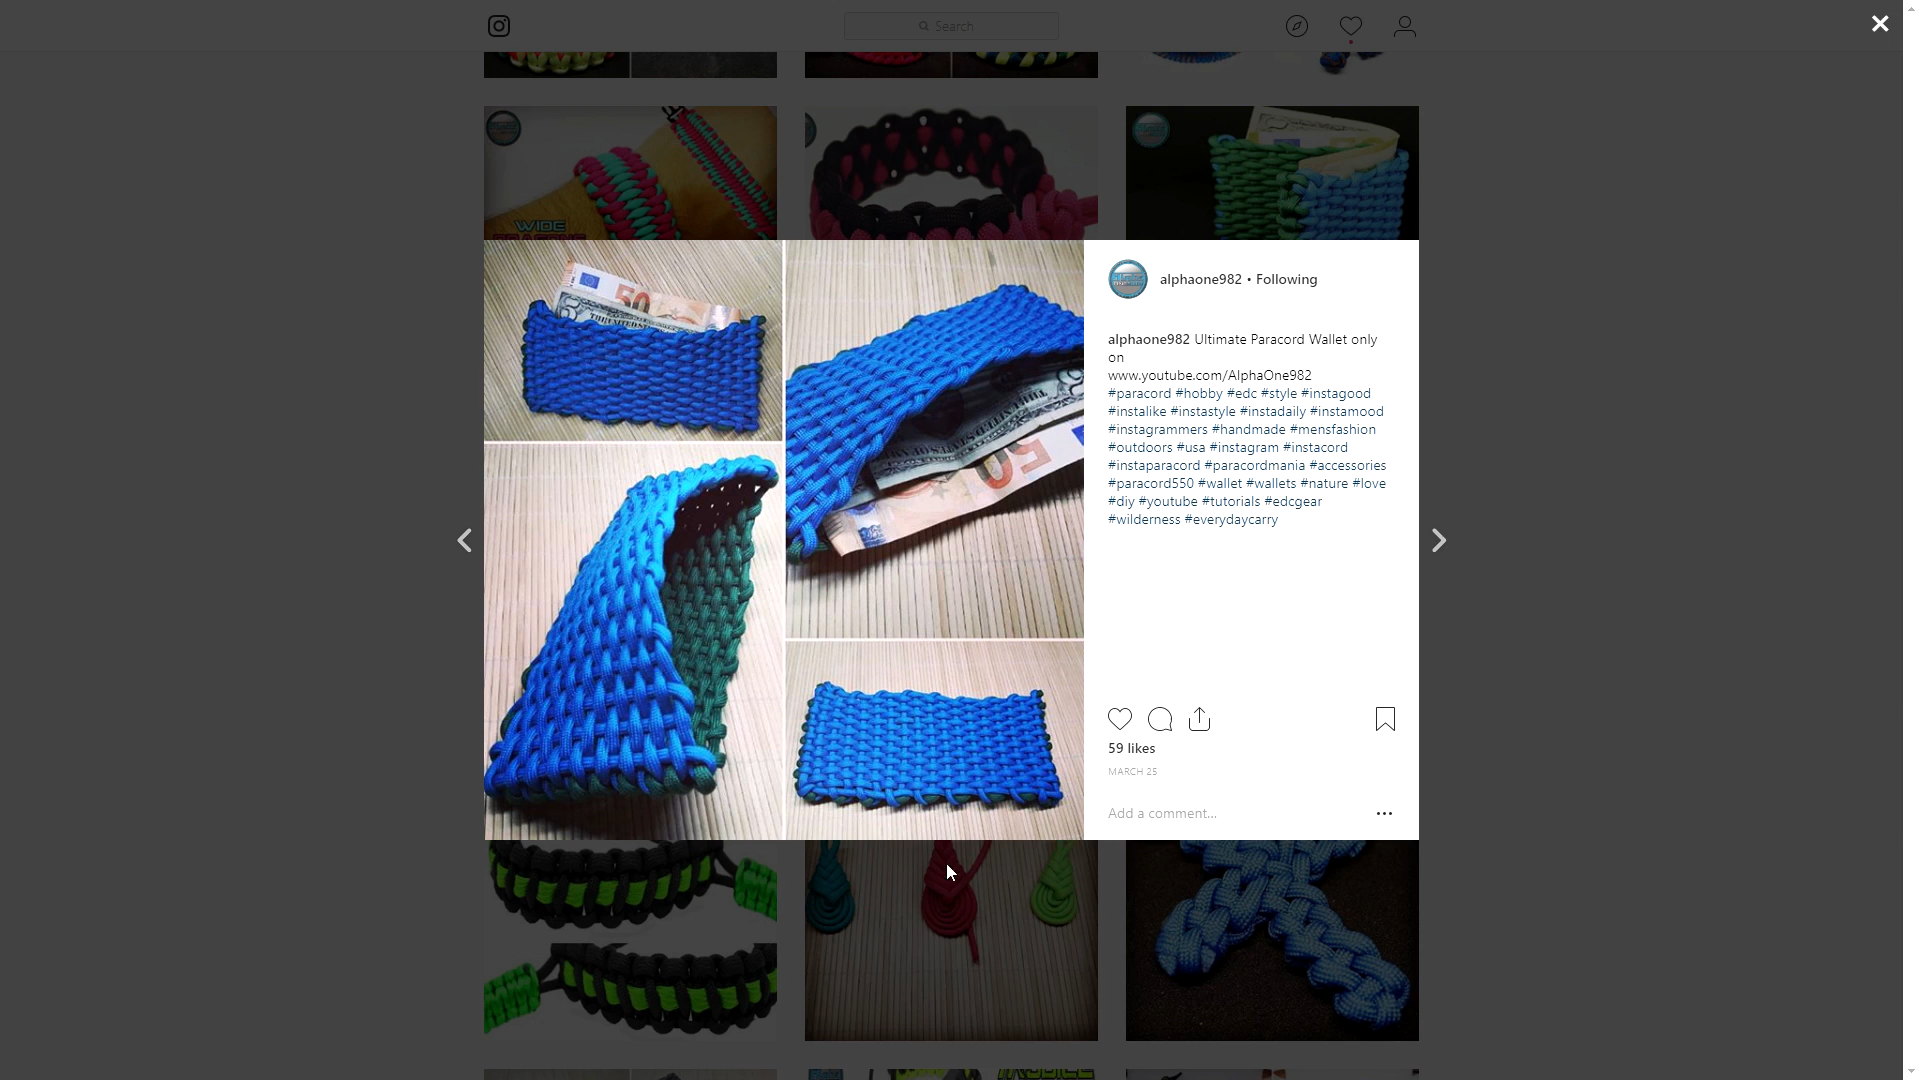 Search
WIDE
50
alphaone982 • Following
alphaone982 Ultimate Paracord Wallet only
on
www.youtube.com/AlphaOne982
#paracord #hobby #edc #style #instagood
#instalike #instastyle #instadaily #instamood
#instagrammers #handmade #mensfashion
#outdoors #usa #instagram #instacord
#instaparacord #paracordmania #accessories
#paracord550 #wallet #wallets #nature #love
#diy #youtube #tutorials #edcgear
#wilderness #everydaycarry
50
59 likes
MARCH 25
Add a comment...